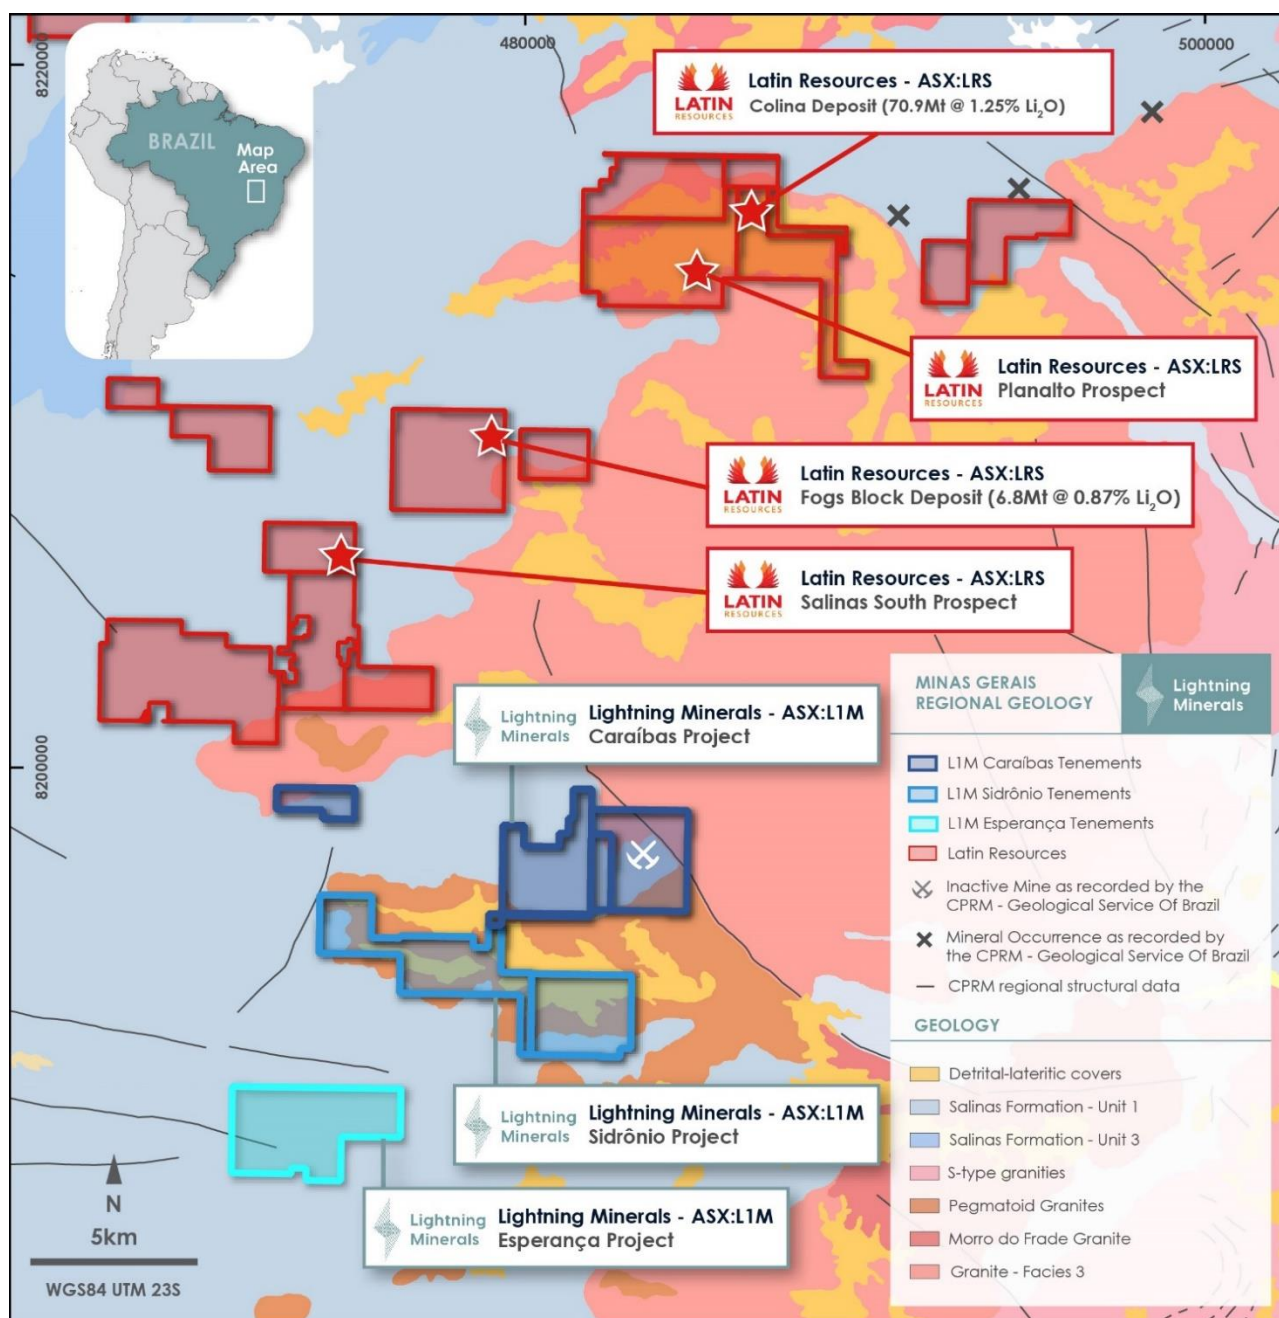 480000
500000
8220000
BRAZIL
Map
Area
LATIN
RESOURCES
Latin Resources - ASX:LRS
Colina Deposit (70.9Mt @ 1.25% Li₂O)
LATIN
RESOURCES
Latin Resources - ASX:LRS
Planalto Prospect
LATIN
RESOURCES
Latin Resources - ASX:LRS
Fogs Block Deposit (6.8Mt @ 0.87% Li₂O)
LATIN
RESOURCES
Latin Resources - ASX:LRS
Salinas South Prospect
8200000
Lightning
Minerals
Lightning Minerals - ASX:L1M
Caraíbas Project
Lightning
Minerals
Lightning Minerals - ASX:L1M
Sidrônio Project
Lightning
Minerals
Lightning Minerals - ASX:L1M
Esperança Project
N
5km
WGS84 UTM 23S
MINAS GERAIS
REGIONAL GEOLOGY
Lightning
Minerals
L1M Caraíbas Tenements
L1M Sidrônio Tenements
L1M Esperança Tenements
Latin Resources
Inactive Mine as recorded by the
CPRM - Geological Service Of Brazil
Mineral Occurrence as recorded by
the CPRM - Geological Service Of Brazil
CPRM regional structural data
GEOLOGY
Detrital-lateritic covers
Salinas Formation - Unit 1
Salinas Formation - Unit 3
S-type granities
Pegmatoid Granites
Morro do Frade Granite
Granite - Facies 3